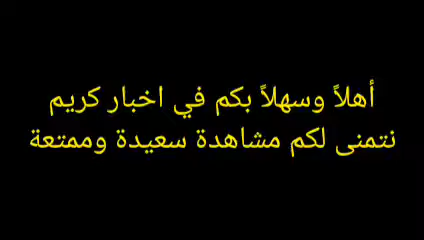 أهلاً وسهلاً بكم في اخبار كريم
نتمنى لكم مشاهدة سعيدة وممتعة